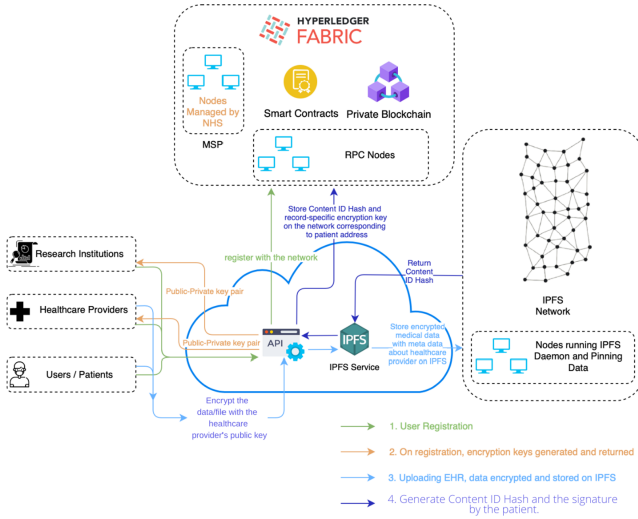 HYPERLEDGER
FABRIC
Nodes
Managed by
NHS
MSP
Smart Contracts
Private Blockchain
RPC Nodes
Store Content ID Hash and
record-specific encryption key
on the network corresponding
to patient address
register with the network
Return
Content
ID Hash
IPFS
Network
Nodes running IPFS
Daemon and Pinning
Data
Research Institutions
Healthcare Providers
Users / Patients
Public-Private key pair
Public-Private key pair
API
IPFS
IPFS Service
Store encrypted
medical data
with meta data
about healthcare
provider on IPFS
Encrypt the
data/file with the
healthcare
provider's public key
1. User Registration
2. On registration, encryption keys generated and returned
3. Uploading EHR, data encrypted and stored on IPFS
4. Generate Content ID Hash and the signature
by the patient.